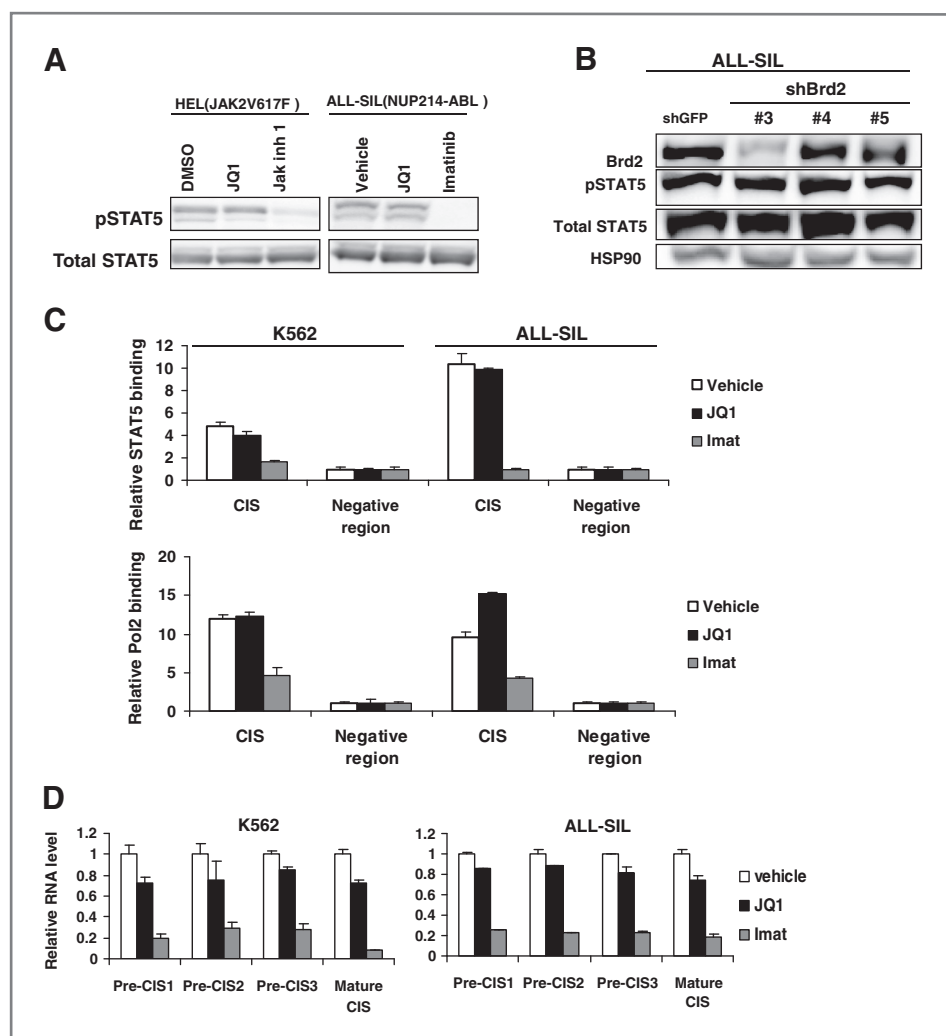 A
HEL(JAK2V617F )
ALL-SIL(NUP214-ABL )
DMSO
JQ1
Jak inh 1
Vehicle
JQ1
Imatinib
pSTAT5
Total STAT5
B
ALL-SIL
shBrd2
shGFP #3 #4 #5
Brd2
pSTAT5
Total STAT5
HSP90
C
K562
ALL-SIL
Relative STAT5 binding
12
10
8
6
4
2
0
CIS
Negative
region
CIS
Negative
region
Vehicle
JQ1
Imat
Relative Pol2 binding
20
15
10
5
0
CIS
Negative
region
CIS
Negative
region
Vehicle
JQ1
Imat
D
K562
Relative RNA level
1.2
1
0.8
0.6
0.4
0.2
0
Pre-CIS1 Pre-CIS2 Pre-CIS3 Mature
CIS
ALL-SIL
1.2
1
0.8
0.6
0.4
0.2
0
Pre-CIS1 Pre-CIS2 Pre-CIS3 Mature
CIS
vehicle
JQ1
Imat